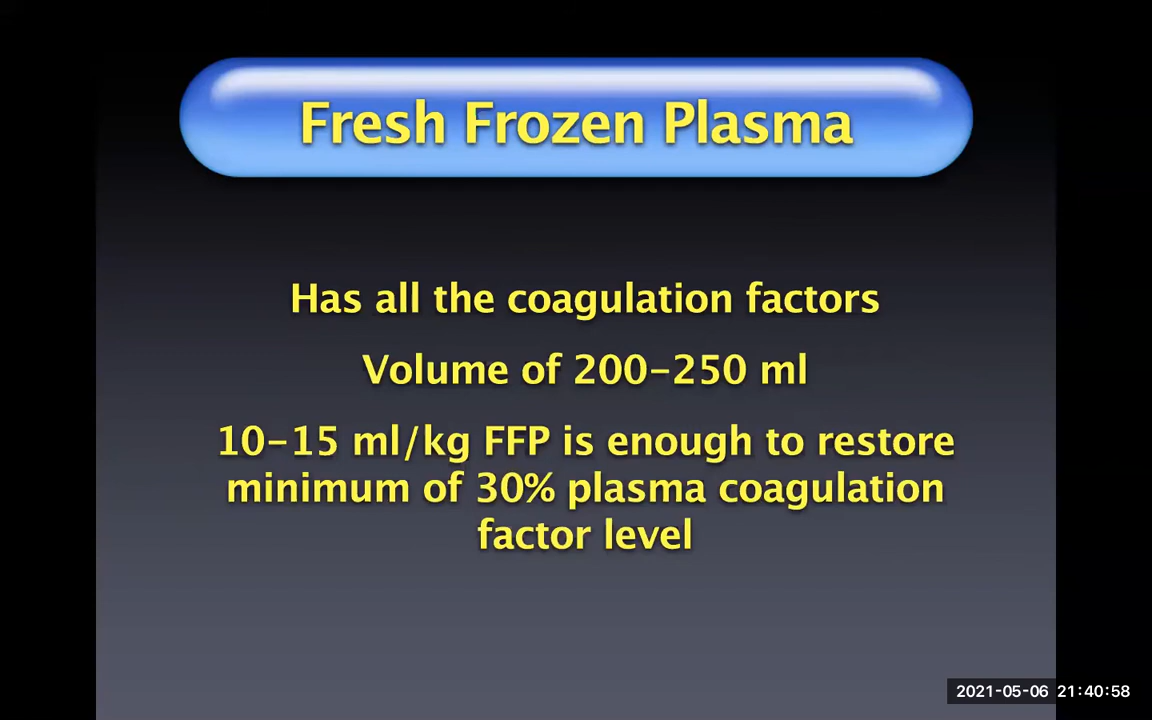 Fresh Frozen Plasma
Has all the coagulation factors
Volume of 200-250 ml
10-15 ml/kg FFP is enough to restore
minimum of 30% plasma coagulation
factor level
2021-05-06 21:40:58